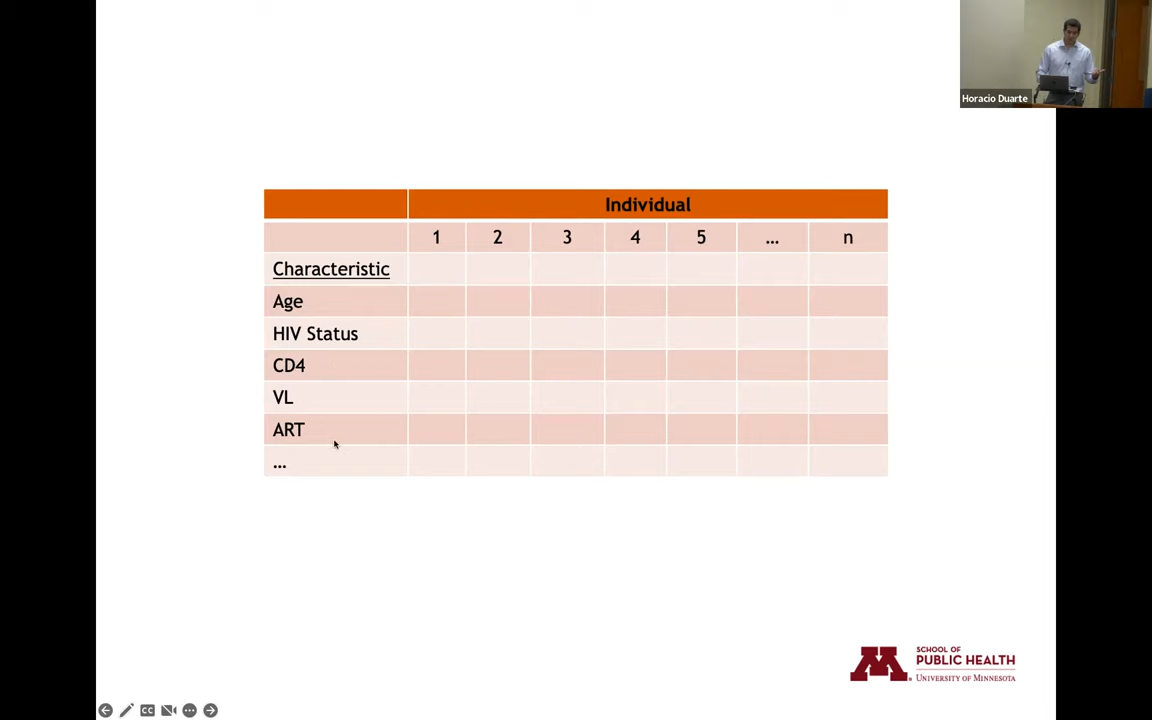 Horacio Duarte
Individual
1 2 3 4 5 ... n
Characteristic
Age
HIV Status
CD4
VL
ART
...
M
SCHOOL OF
PUBLIC HEALTH
UNIVERSITY OF MINNESOTA
CC